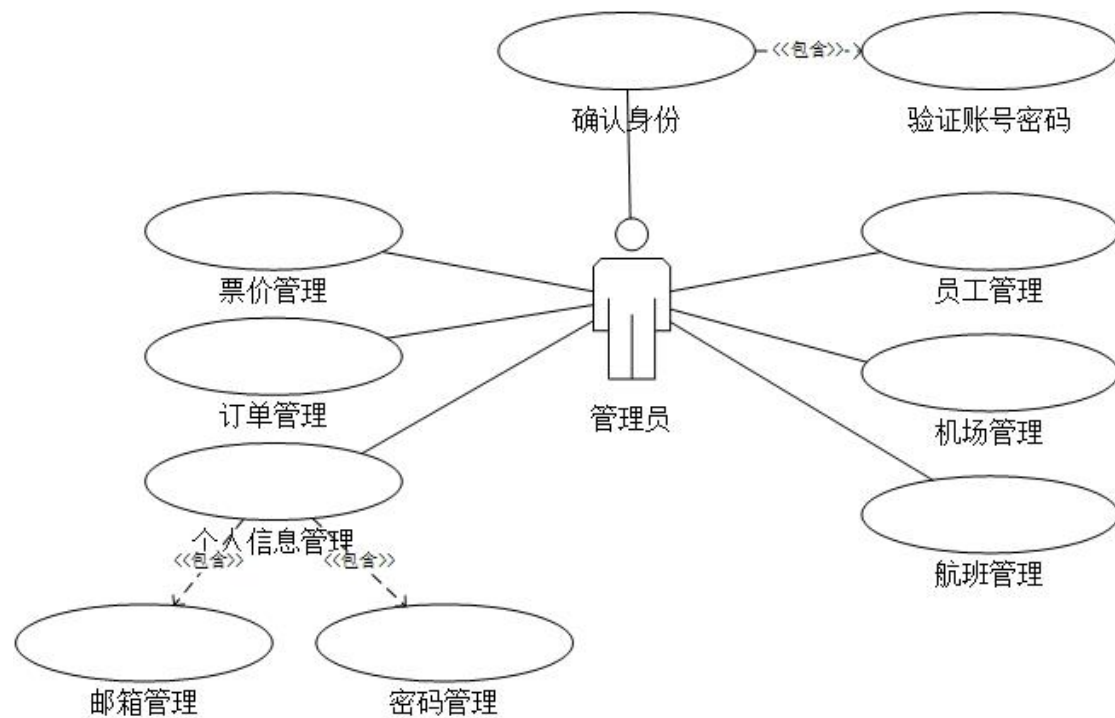 <<包含>>
确认身份
验证账号密码
票价管理
员工管理
订单管理
管理员
机场管理
个人信息管理
<<包含>>
<<包含>>
航班管理
邮箱管理
密码管理